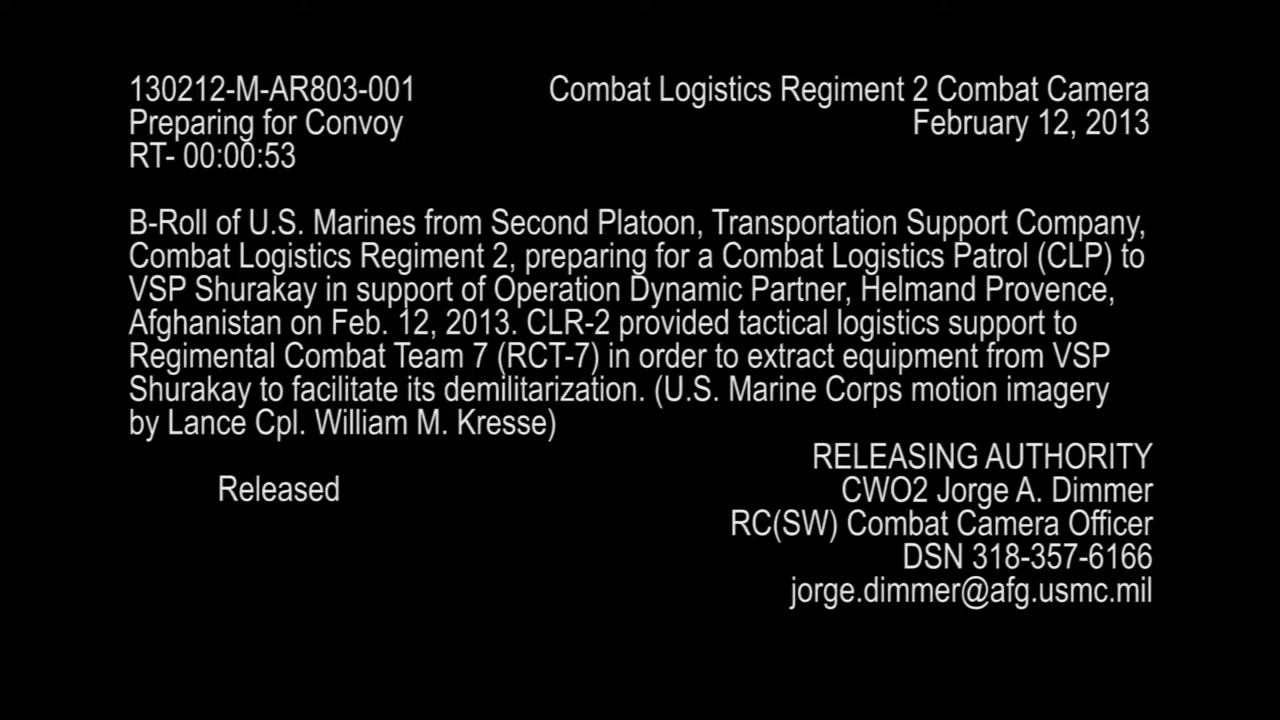 130212-M-AR803-001 Combat Logistics Regiment 2 Combat Camera
Preparing for Convoy February 12, 2013
RT- 00:00:53
B-Roll of U.S. Marines from Second Platoon, Transportation Support Company,
Combat Logistics Regiment 2, preparing for a Combat Logistics Patrol (CLP) to
VSP Shurakay in support of Operation Dynamic Partner, Helmand Provence,
Afghanistan on Feb. 12, 2013. CLR-2 provided tactical logistics support to
Regimental Combat Team 7 (RCT-7) in order to extract equipment from VSP
Shurakay to facilitate its demilitarization. (U.S. Marine Corps motion imagery
by Lance Cpl. William M. Kresse)
RELEASING AUTHORITY
Released CWO2 Jorge A. Dimmer
RC(SW) Combat Camera Officer
DSN 318-357-6166
jorge.dimmer@afg.usmc.mil